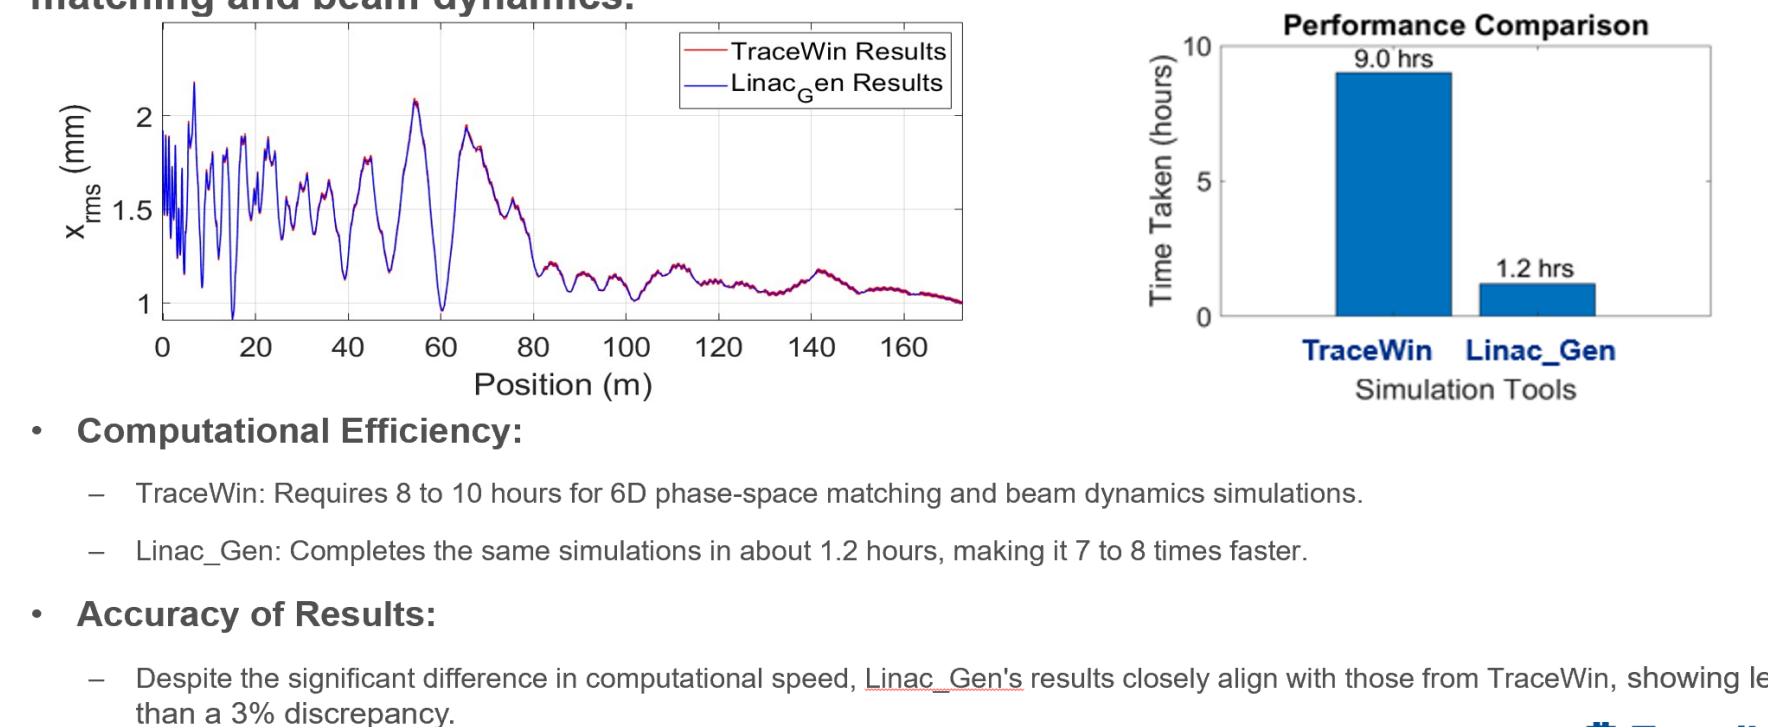 matching and beam dynamics:
TraceWin Results
Linac_Gen Results
x_rms (mm)
2
1.5
1
0 20 40 60 80 100 120 140 160
Position (m)
Performance Comparison
Time Taken (hours)
10
5
0
9.0 hrs
1.2 hrs
TraceWin Linac_Gen
Simulation Tools
• Computational Efficiency:
– TraceWin: Requires 8 to 10 hours for 6D phase-space matching and beam dynamics simulations.
– Linac_Gen: Completes the same simulations in about 1.2 hours, making it 7 to 8 times faster.
• Accuracy of Results:
– Despite the significant difference in computational speed, Linac_Gen's results closely align with those from TraceWin, showing le
than a 3% discrepancy.